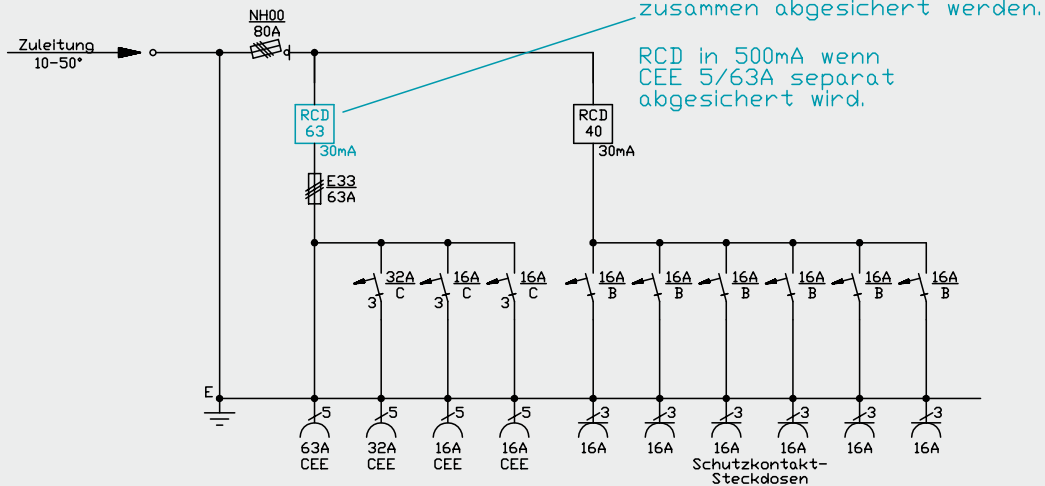 zusammen abgesichert werden.
RCD in 500mA wenn
CEE 5/63A separat
abgesichert wird.
NH00
80A
Zuleitung
10-50°
RCD
63
30mA
RCD
40
30mA
E33
63A
32A
C
3
16A
C
3
16A
C
3
16A
B
16A
B
16A
B
16A
B
16A
B
16A
B
E
5
5
5
5
3
3
3
3
3
3
63A
CEE
32A
CEE
16A
CEE
16A
CEE
16A
16A
16A
16A
16A
16A
Schutzkontakt-
Steckdosen